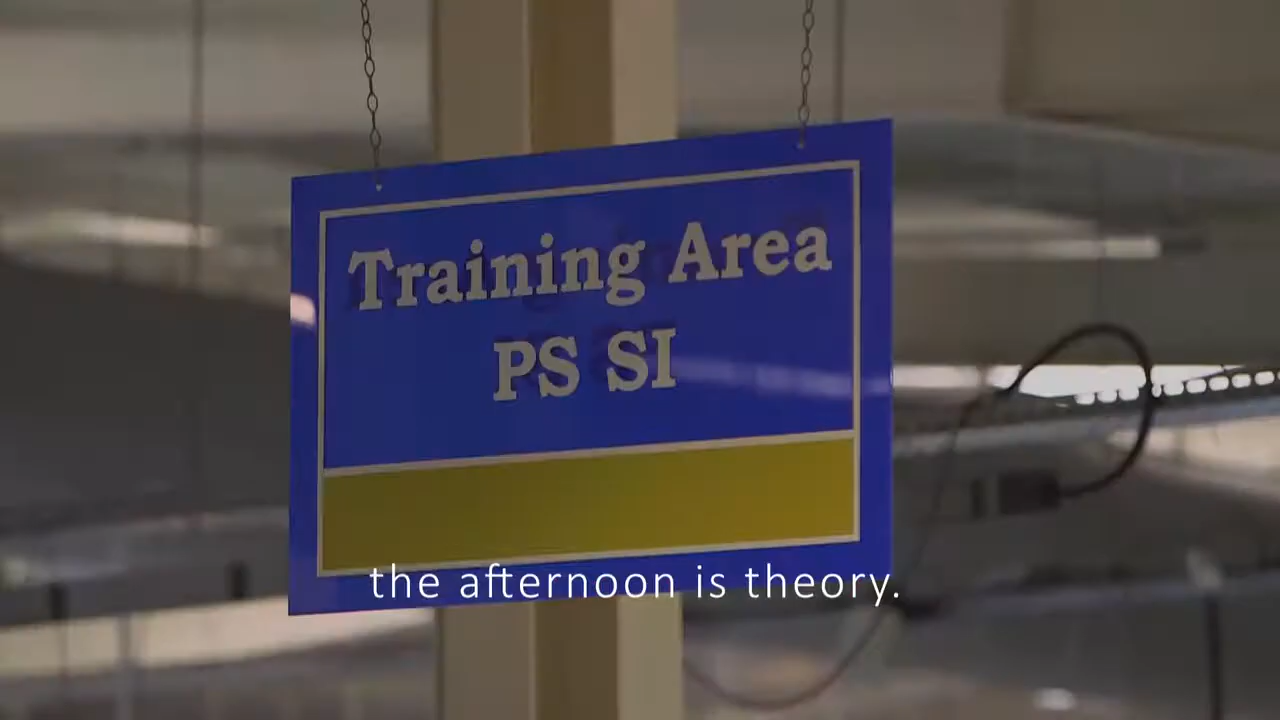 Training Area
PS SI
the afternoon is theory.